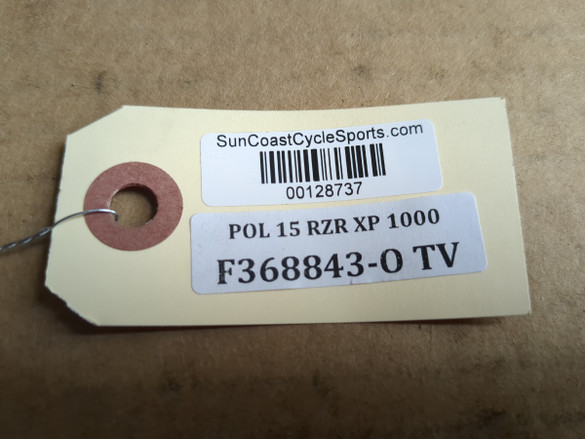 SunCoastCycleSports.com
00128737
POL 15 RZR XP 1000
F368843-O TV